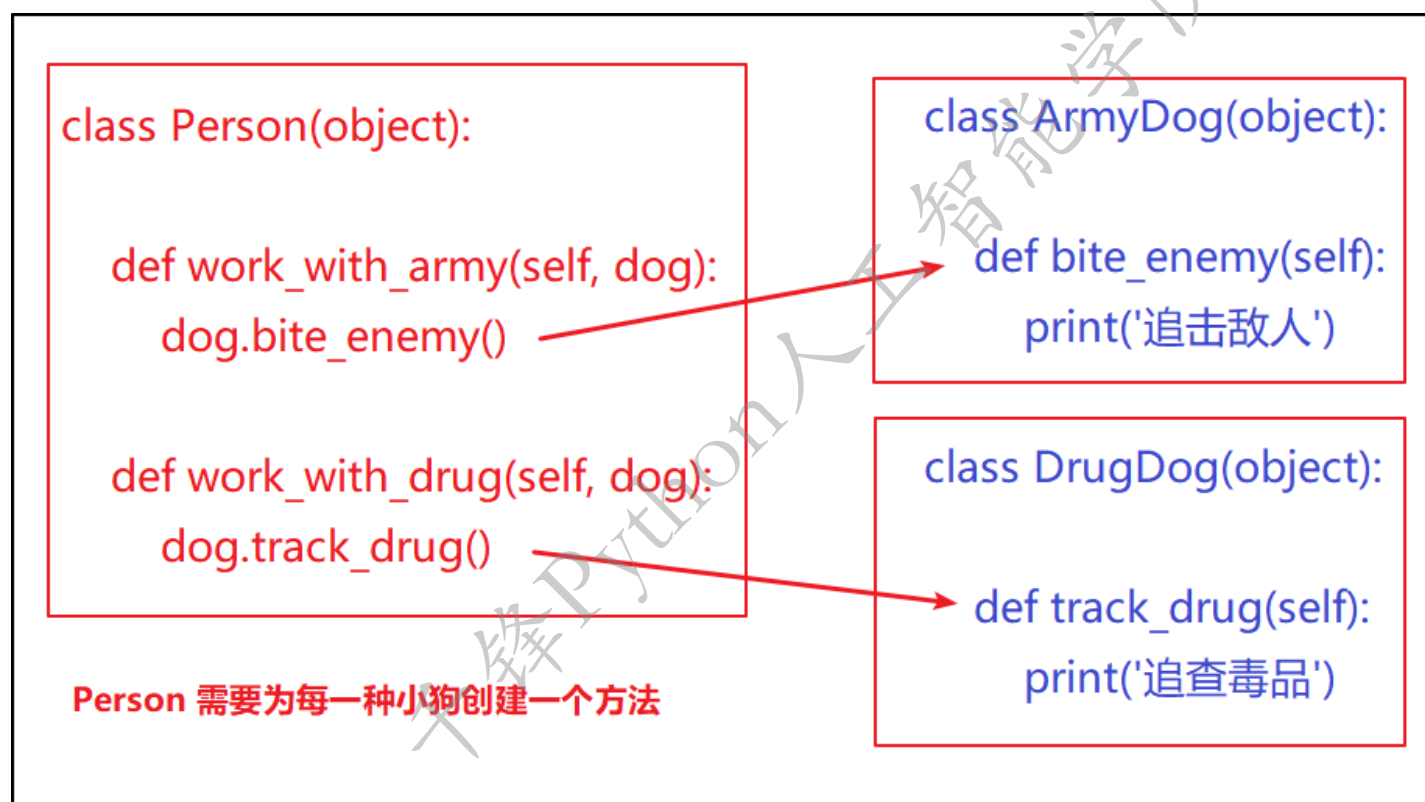 class Person(object):
def work_with_army(self, dog):
dog.bite_enemy()
def work_with_drug(self, dog):
dog.track_drug()
Person 需要为每一种小狗创建一个方法
class ArmyDog(object):
def bite_enemy(self):
print('追击敌人')
class DrugDog(object):
def track_drug(self):
print('追查毒品')
千锋Python人工智能学